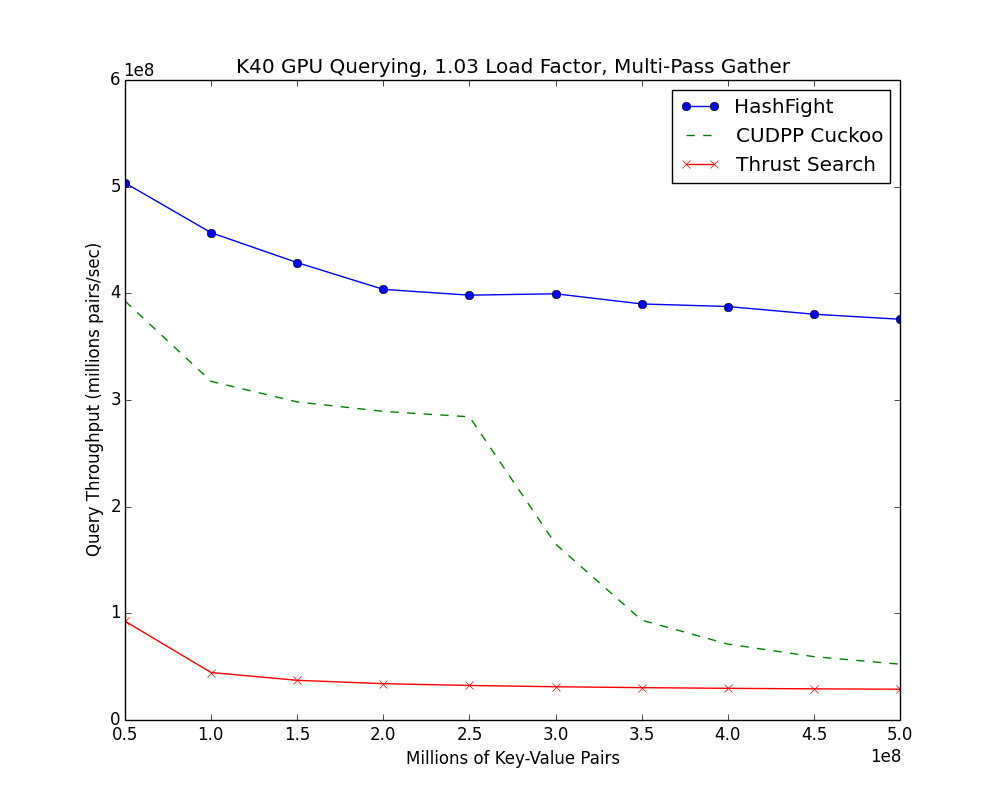 K40 GPU Querying, 1.03 Load Factor, Multi-Pass Gather
1e8
HashFight
CUDPP Cuckoo
Thrust Search
Query Throughput (millions pairs/sec)
6
5
4
3
2
1
0
0.5 1.0 1.5 2.0 2.5 3.0 3.5 4.0 4.5 5.0
1e8
Millions of Key-Value Pairs